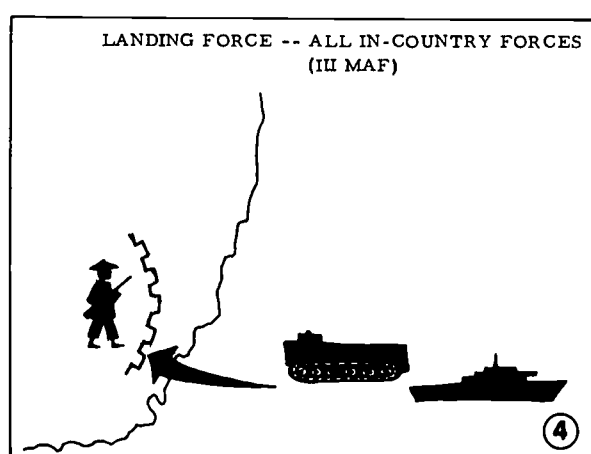 LANDING FORCE -- ALL IN-COUNTRY FORCES
(III MAF)
4